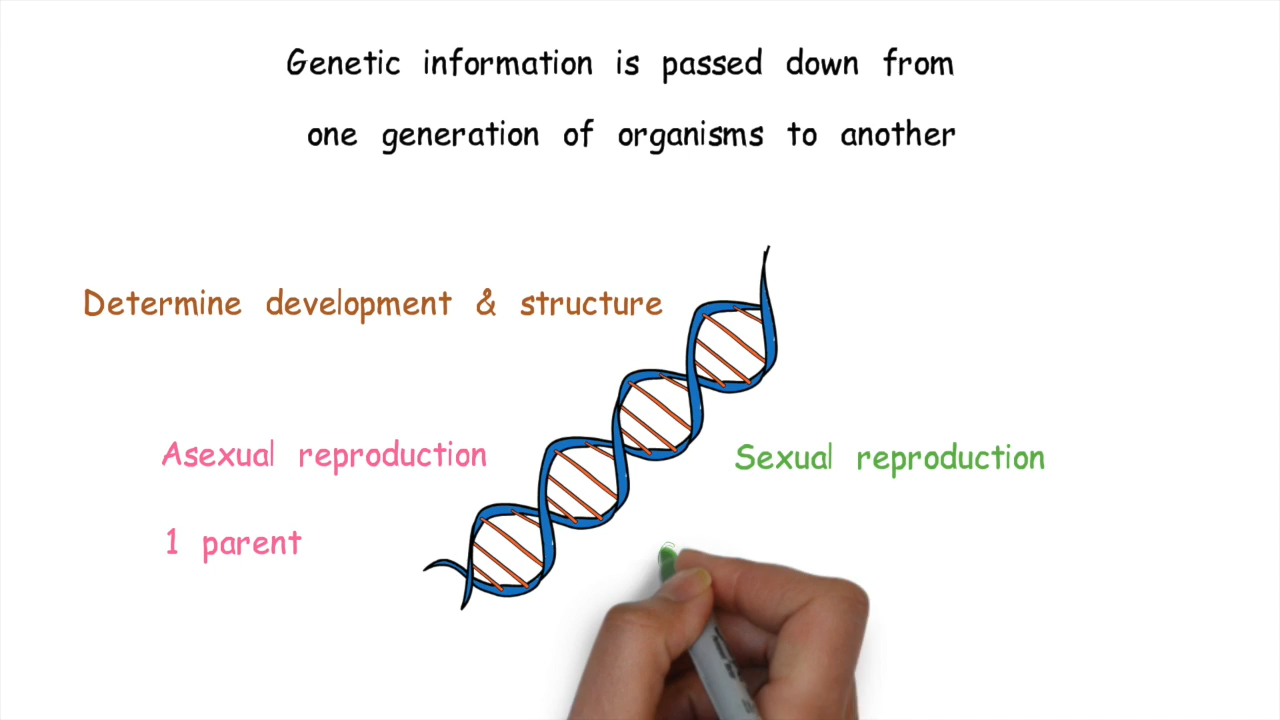 Genetic information is passed down from
one generation of organisms to another
Determine development & structure
Asexual reproduction
Sexual reproduction
1 parent